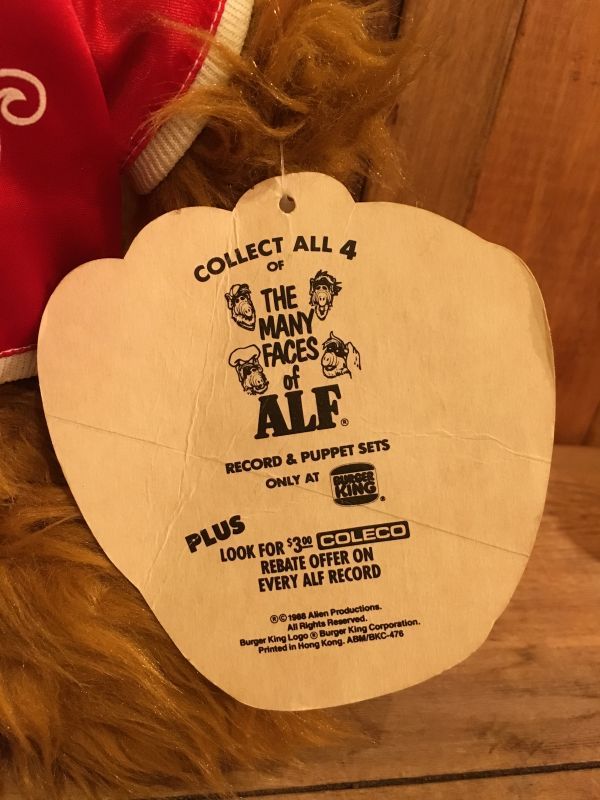 COLLECT ALL 4
OF
THE
MANY
FACES
of
ALF®
RECORD & PUPPET SETS
ONLY AT BURGER KING®
PLUS
LOOK FOR $3.00 COLECO
REBATE OFFER ON
EVERY ALF RECORD
®©1988 Alien Productions.
All Rights Reserved.
Burger King Logo ® Burger King Corporation.
Printed in Hong Kong. ABM/BKC-476